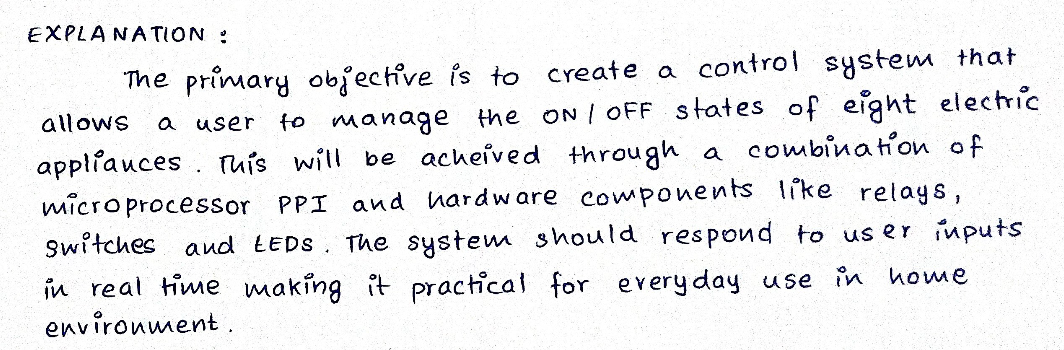 EXPLANATION :
The primary objective is to create a control system that
allows a user to manage the ON / OFF states of eight electric
appliances. This will be acheived through a combination of
microprocessor PPI and hardware components like relays,
switches and LEDs. The system should respond to user inputs
in real time making it practical for everyday use in home
environment.